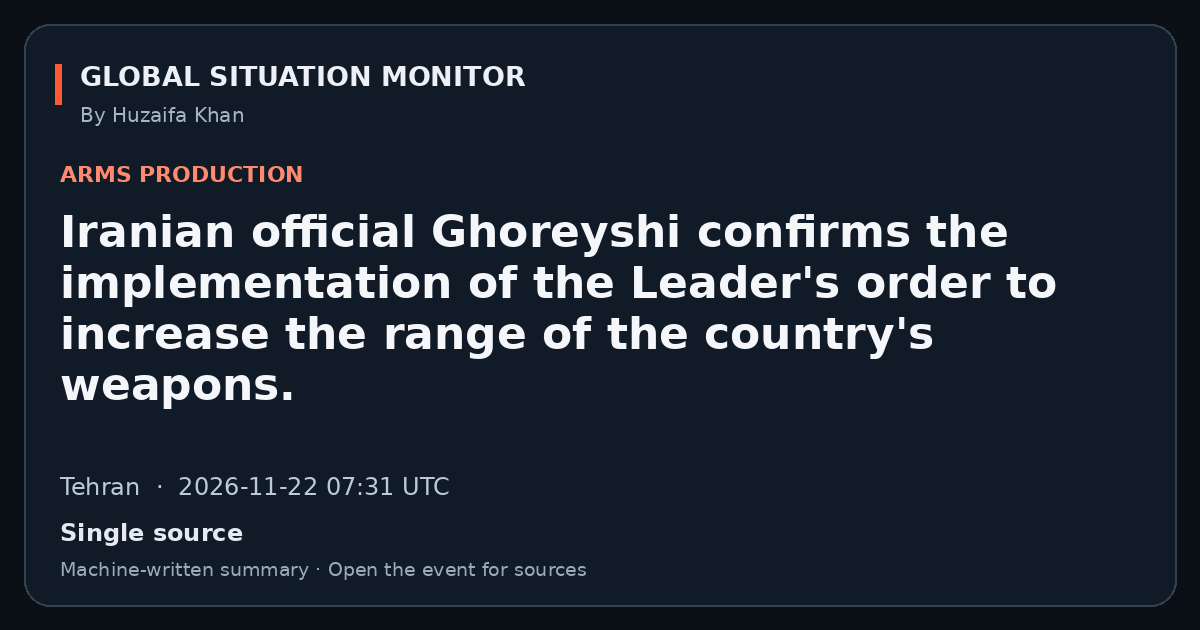 GLOBAL SITUATION MONITOR
By Huzaifa Khan
ARMS PRODUCTION
Iranian official Ghoreyshi confirms the
implementation of the Leader's order to
increase the range of the country's
weapons.
Tehran · 2026-11-22 07:31 UTC
Single source
Machine-written summary · Open the event for sources